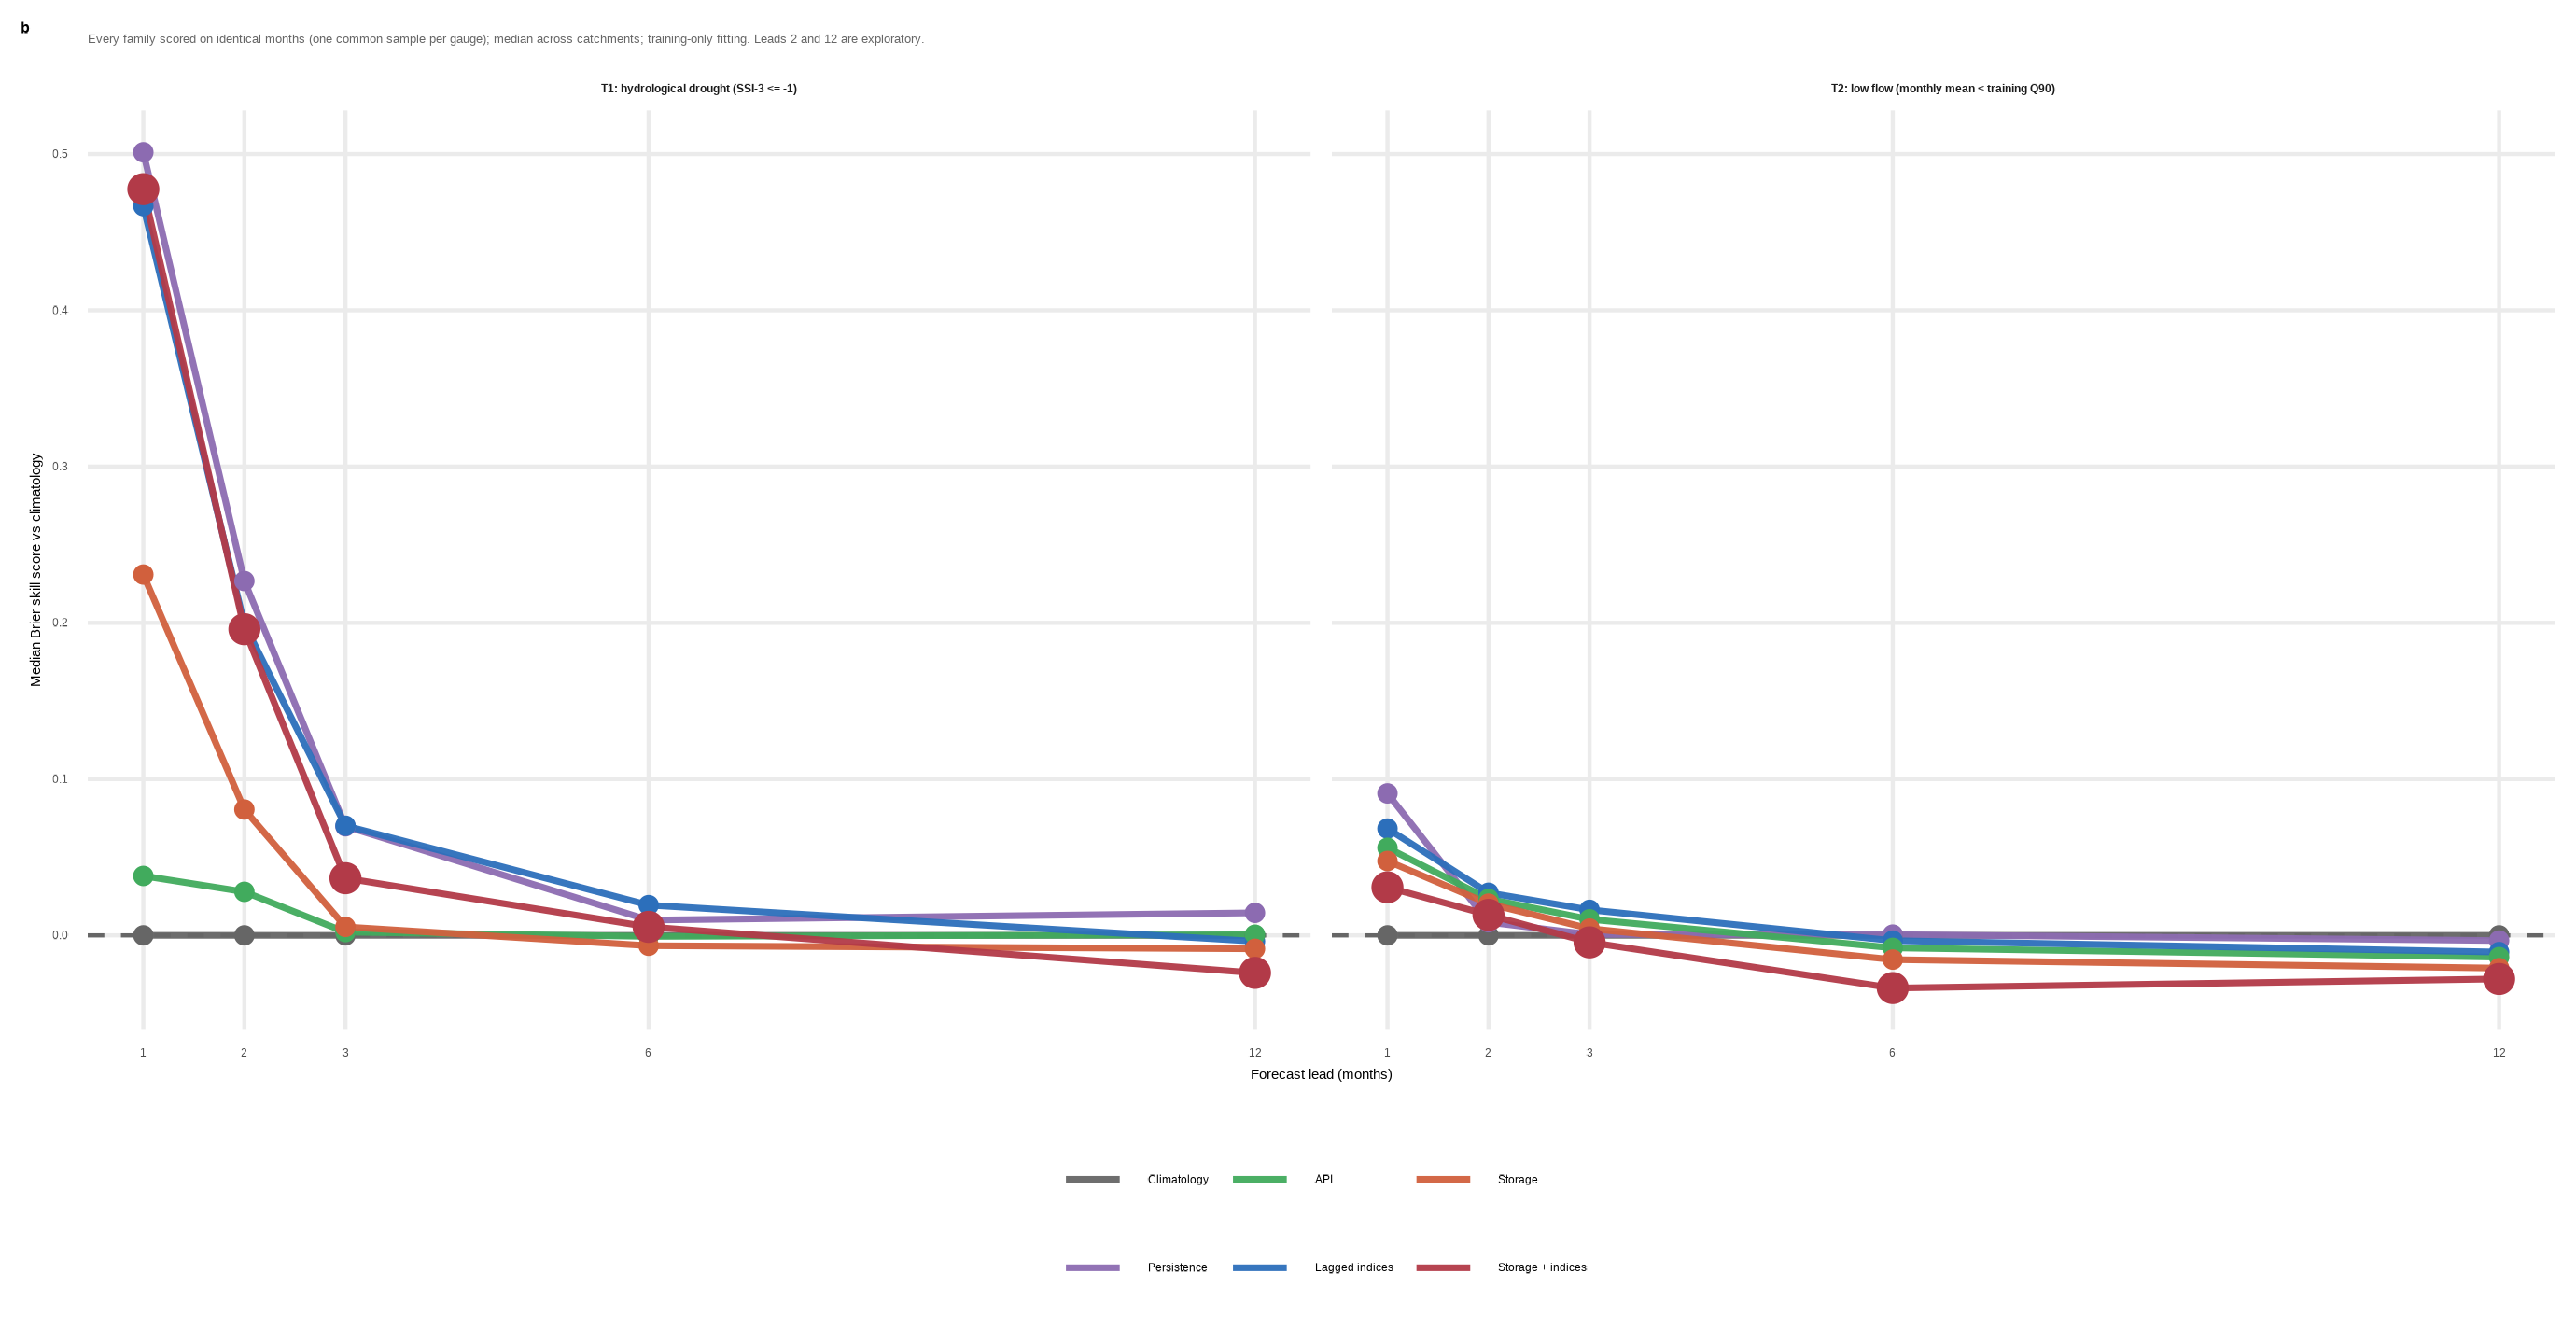 b
Every family scored on identical months (one common sample per gauge); median across catchments; training-only fitting. Leads 2 and 12 are exploratory.
T1: hydrological drought (SSI-3 <= -1)
T2: low flow (monthly mean < training Q90)
Median Brier skill score vs climatology
0.5
0.4
0.3
0.2
0.1
0.0
1 2 3 6 12
1 2 3 6 12
Forecast lead (months)
Climatology API Storage
Persistence Lagged indices Storage + indices